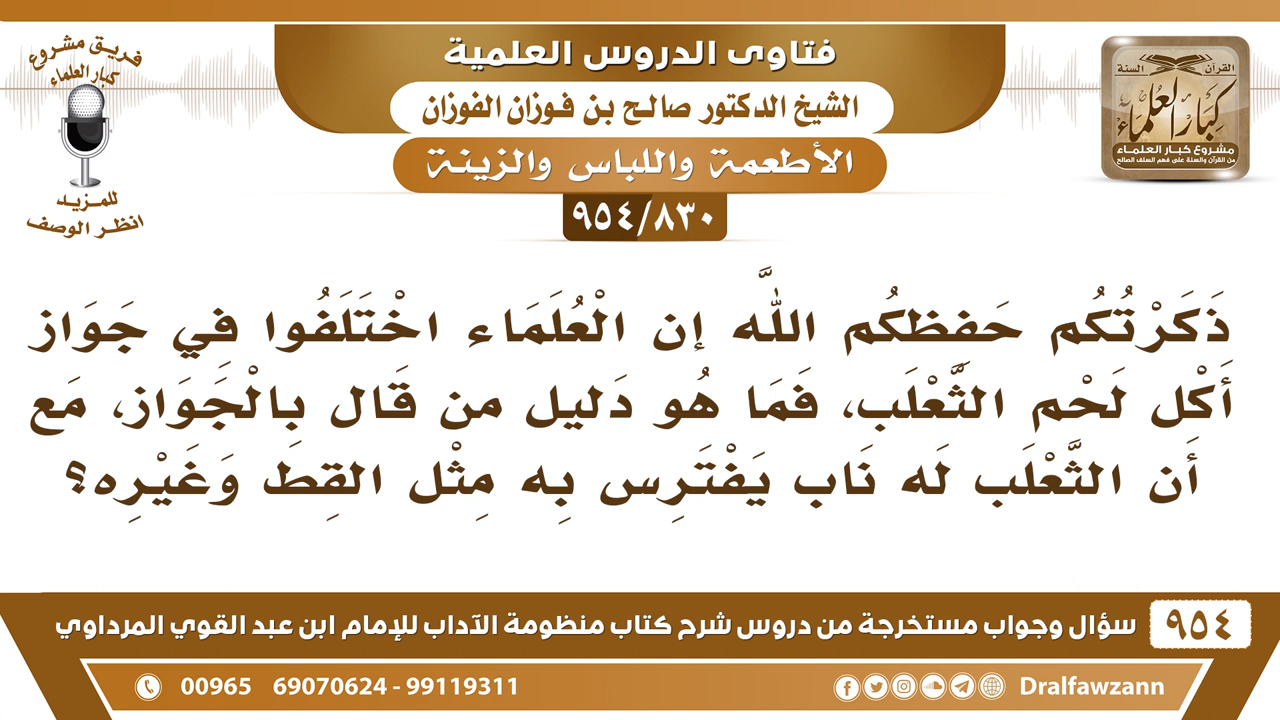 فتاوى الدروس العلمية
الشيخ الدكتور صالح بن فوزان الفوزان
الأطعمة واللباس والزينة
٩٥٤/٨٣٠
فريق مشروع
كبار العلماء
للمزيد
انظر الوصف
القرآن السنة
كبار العلماء
مشروع كبار العلماء
من القرآن والسنة على فهم السلف الصالح
ذَكَرْتُكُم حَفظكُم اللَّه إن الْعُلَمَاء اخْتَلَفُوا في جَوَاز
أَكْل لَحْم الثَّعْلَب، فَمَا هُو دَليل من قَال بِالْجَوَاز، مَع
أن الثَّعْلَب لَه نَاب يَفْتَرِس بِه مِثْل القِط وَغَيْرِه؟
٩٥٤
سؤال وجواب مستخرجة من دروس شرح كتاب منظومة الآداب للإمام ابن عبد القوي المرداوي
00965 69070624 - 99119311
Dralfawzann